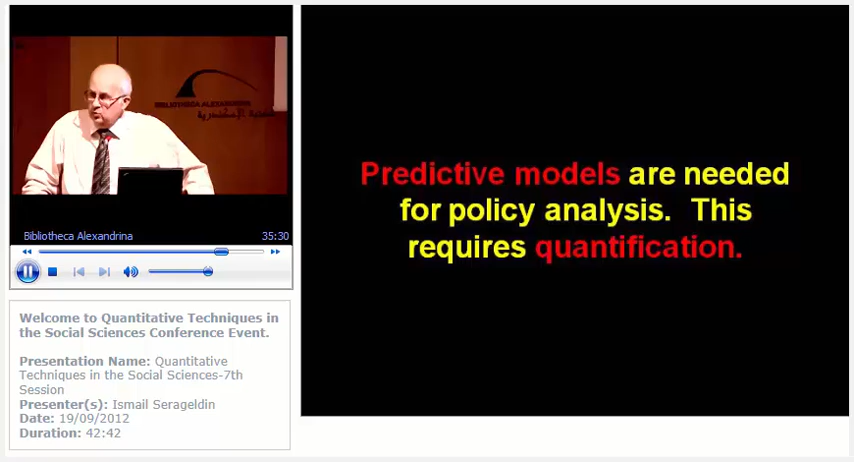 BIBLIOTHECA ALEXANDRINA
مكتبة الإسكندرية
Bibliotheca Alexandrina 35:30
Welcome to Quantitative Techniques in
the Social Sciences Conference Event.
Presentation Name: Quantitative
Techniques in the Social Sciences-7th
Session
Presenter(s): Ismail Serageldin
Date: 19/09/2012
Duration: 42:42
Predictive models are needed
for policy analysis. This
requires quantification.